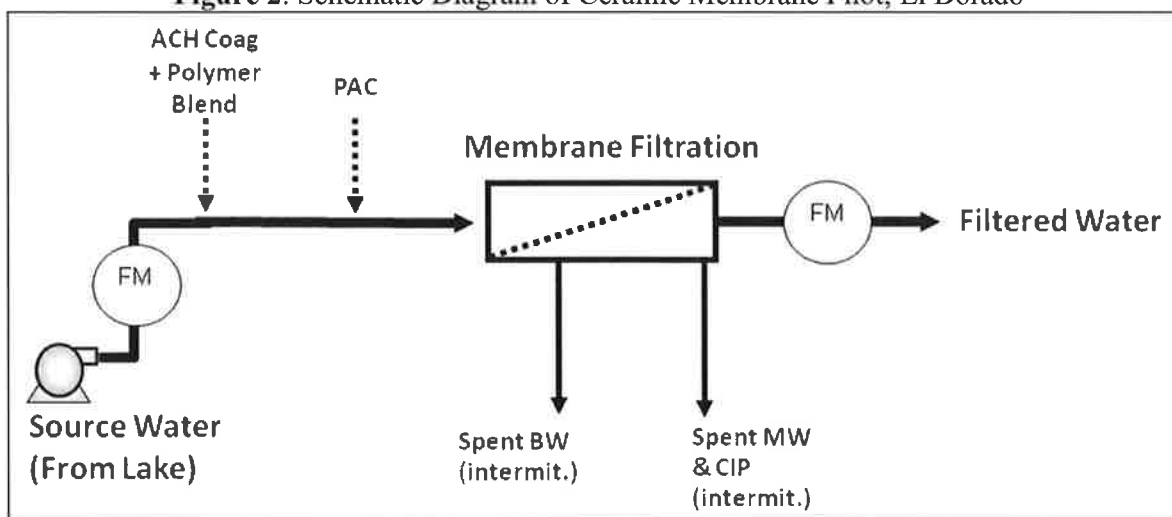 Figure 2: Schematic Diagram of Ceramic Membrane Pilot, El Dorado
ACH Coag
+ Polymer
Blend
PAC
Membrane Filtration
FM
Filtered Water
FM
Source Water
(From Lake)
Spent BW
(intermit.)
Spent MW
& CIP
(intermit.)